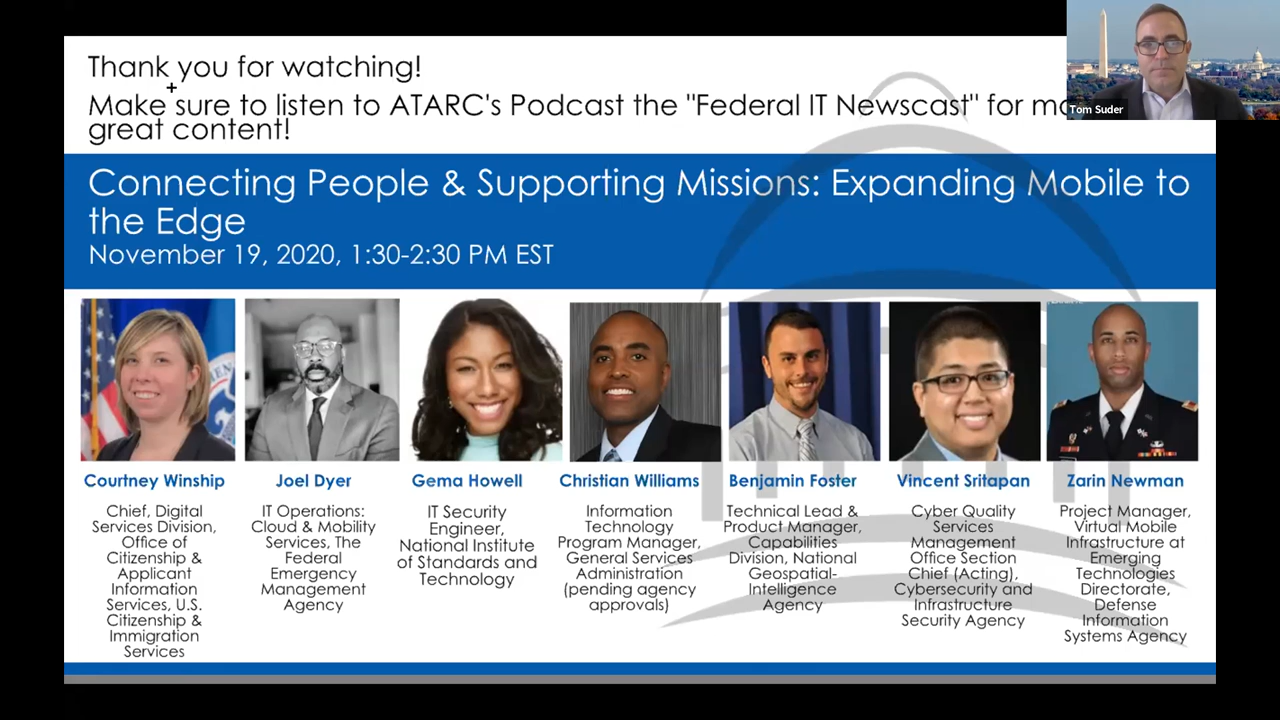 Thank you for watching!
Make sure to listen to ATARC's Podcast the "Federal IT Newscast" for
great content!
Tom Suder
Connecting People & Supporting Missions: Expanding Mobile to
the Edge
November 19, 2020, 1:30-2:30 PM EST
Courtney Winship
Chief, Digital
Services Division,
Office of
Citizenship &
Applicant
Information
Services, U.S.
Citizenship &
Immigration
Services
Joel Dyer
IT Operations:
Cloud & Mobility
Services, The
Federal
Emergency
Management
Agency
Gema Howell
IT Security
Engineer,
National Institute
of Standards and
Technology
Christian Williams
Information
Technology
Program Manager,
General Services
Administration
(pending agency
approvals)
Benjamin Foster
Technical Lead &
Product Manager,
Capabilities
Division, National
Geospatial-
Intelligence
Agency
Vincent Sritapan
Cyber Quality
Services
Management
Office Section
Chief (Acting),
Cybersecurity and
Infrastructure
Security Agency
Zarin Newman
Project Manager,
Virtual Mobile
Infrastructure at
Emerging
Technologies
Directorate,
Defense
Information
Systems Agency